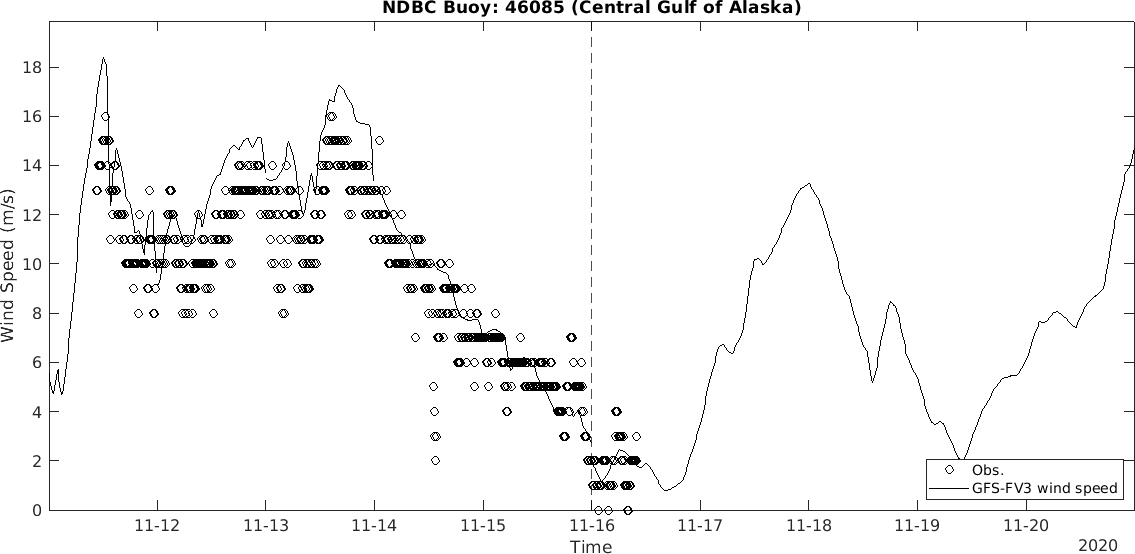 NDBC Buoy: 46085 (Central Gulf of Alaska)
Wind Speed (m/s)
18
16
14
12
10
8
6
4
2
0
11-12 11-13 11-14 11-15 11-16 11-17 11-18 11-19 11-20
Time
2020
Obs.
GFS-FV3 wind speed